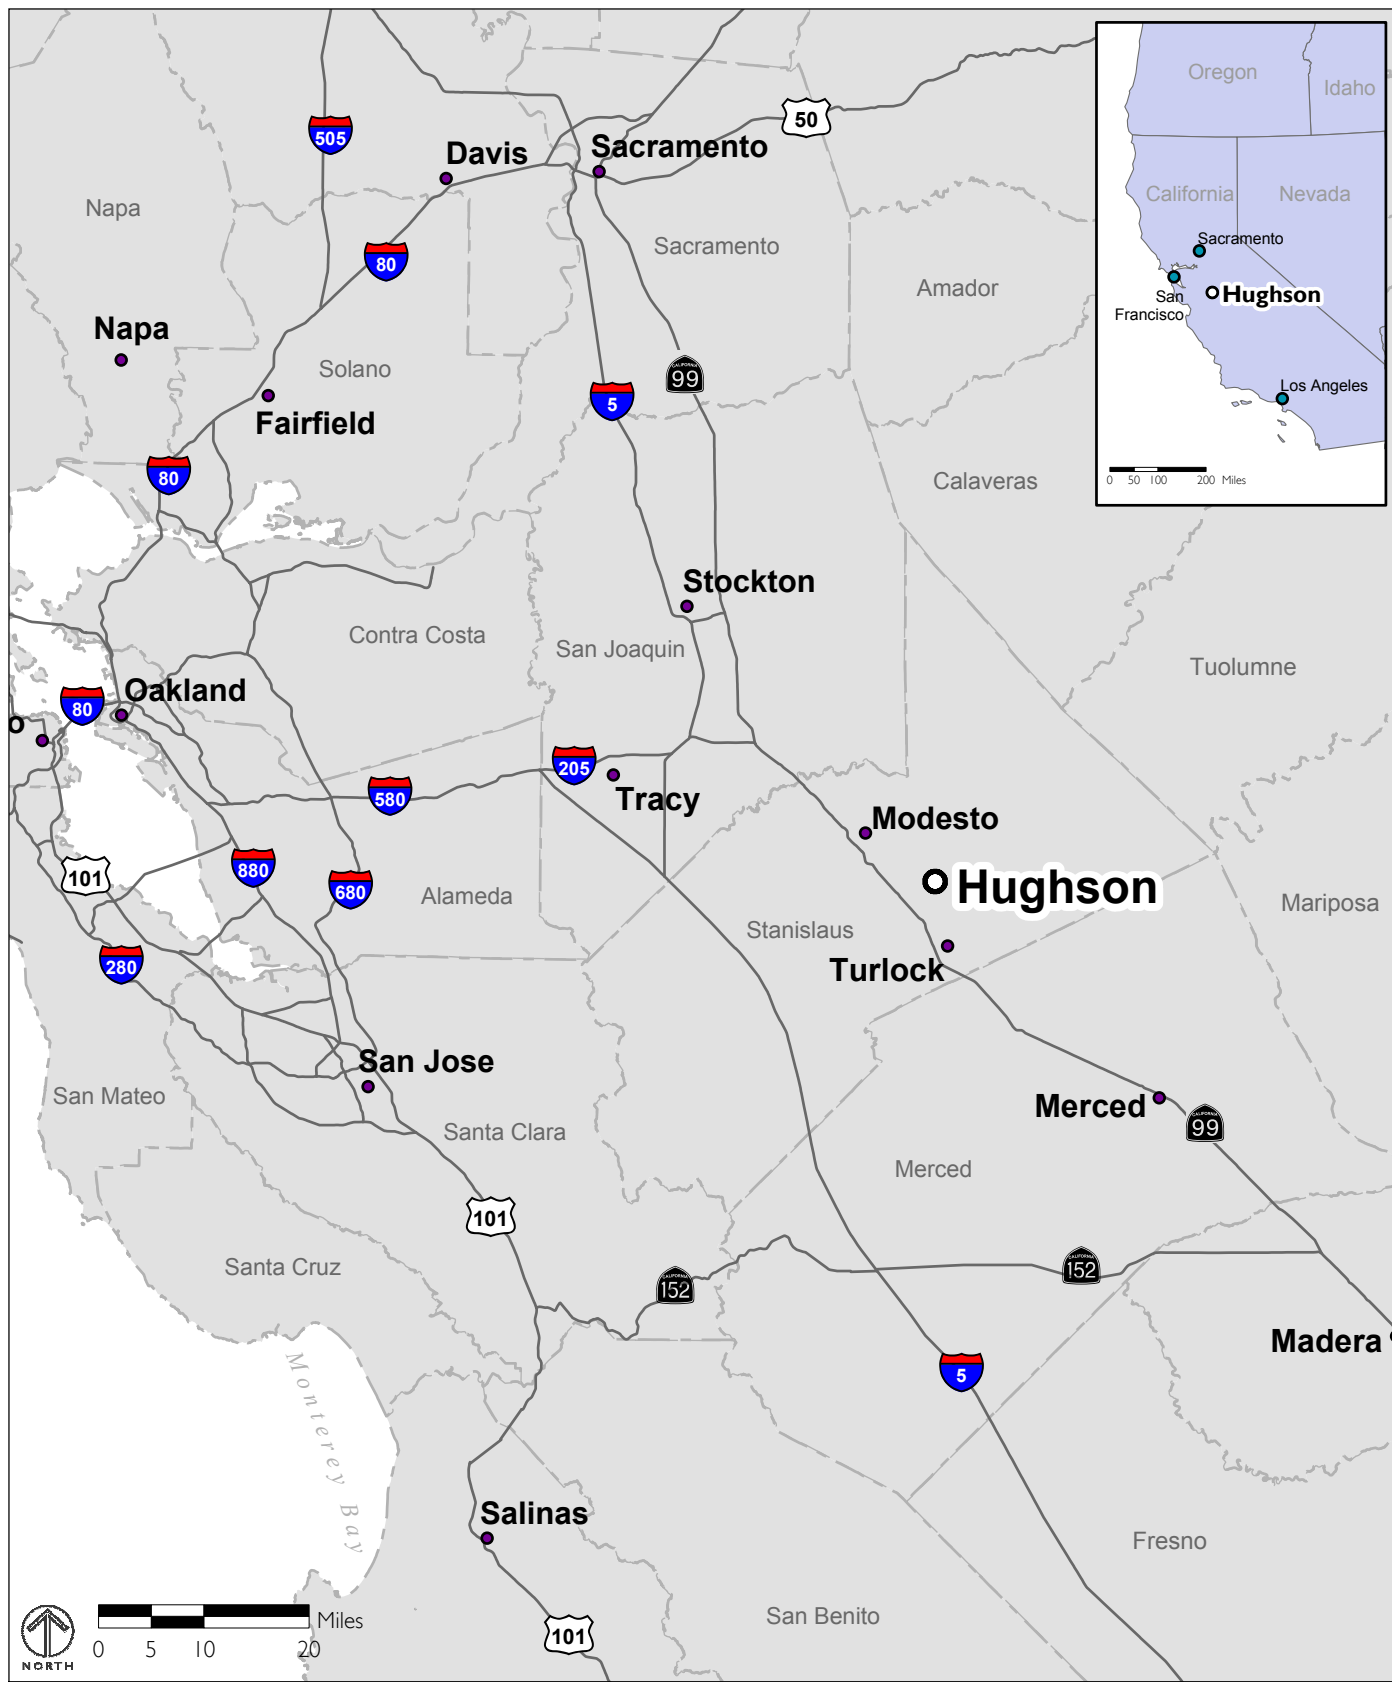 505
Davis
Sacramento
50
Napa
80
Sacramento
Amador
Napa
Solano
CALIFORNIA
99
5
Fairfield
80
Calaveras
Stockton
Contra Costa
San Joaquin
Tuolumne
Oakland
80
o
205
580
Tracy
Modesto
101
880
680
Hughson
Alameda
Mariposa
Stanislaus
Turlock
280
San Jose
San Mateo
Merced
CALIFORNIA
99
Santa Clara
Merced
101
Santa Cruz
CALIFORNIA
152
CALIFORNIA
152
Madera
5
Monterey Bay
Salinas
Fresno
San Benito
101
Miles
0 5 10 20
NORTH
Oregon
Idaho
California
Nevada
Sacramento
San
Francisco
Hughson
Los Angeles
0 50 100 200 Miles